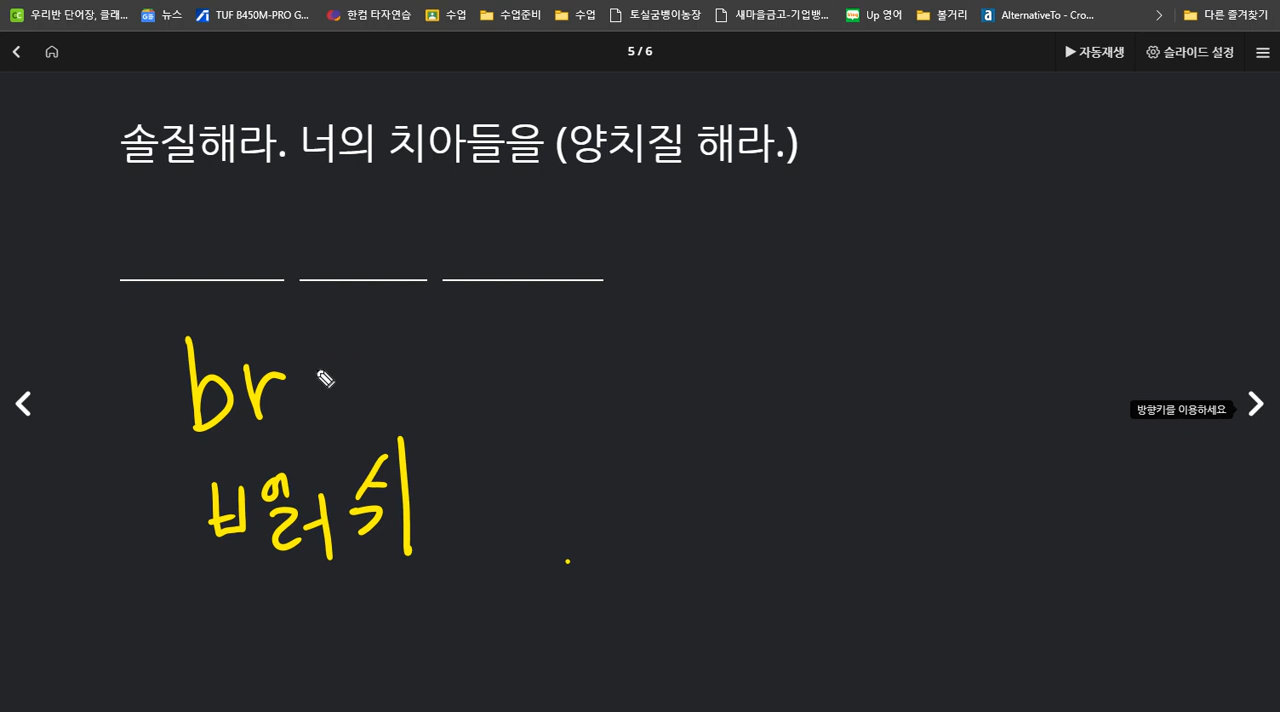 우리반 단어장, 클래... 뉴스 TUF B450M-PRO G... 한컴 타자연습 수업 수업준비 수업 토실궁벵이농장 새마을금고-기업뱅... Up 영어 볼거리 AlternativeTo - Cro... 다른 즐겨찾기
5 / 6 자동재생 슬라이드 설정
솔질해라. 너의 치아들을 (양치질 해라.)
br
방향키를 이용하세요